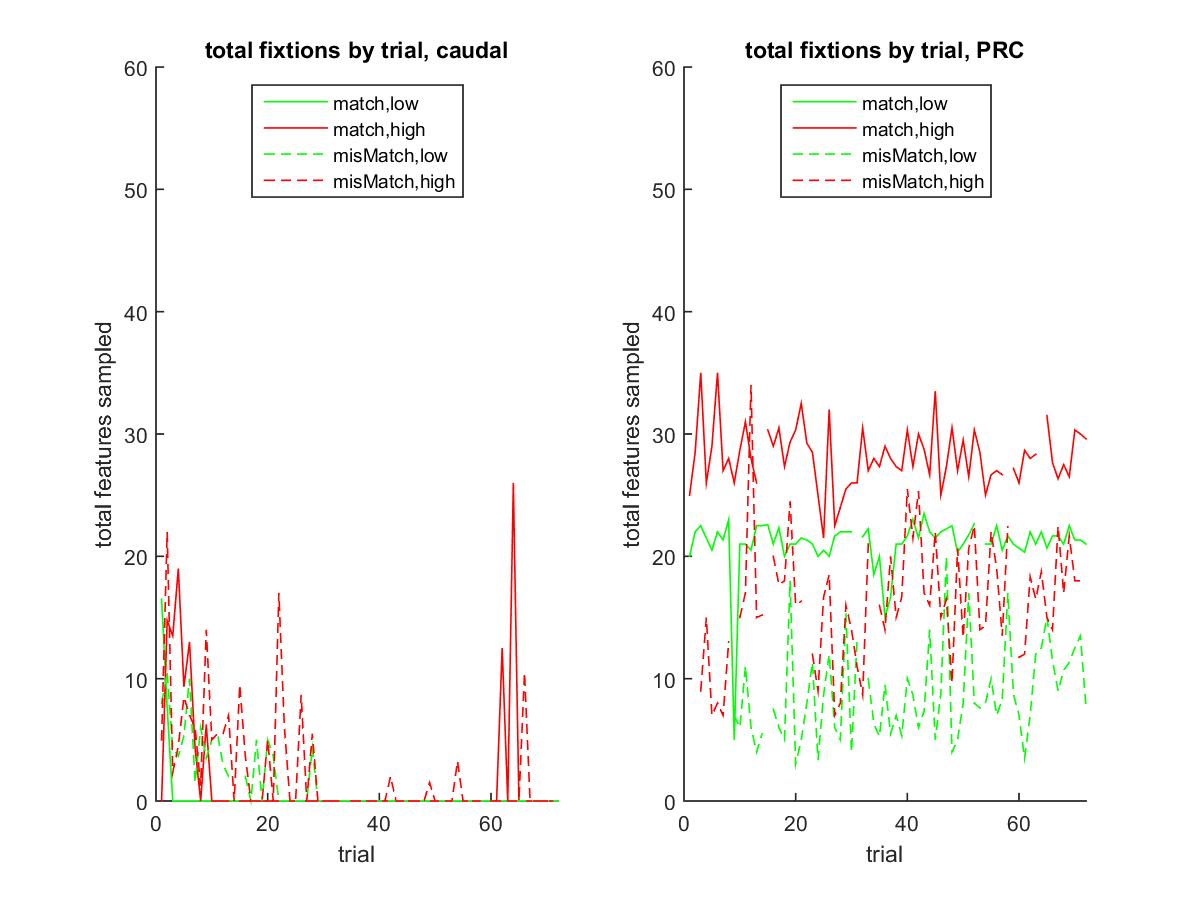 total fixtions by trial, caudal
60
50
40
30
20
10
0
0 20 40 60
total features sampled
trial
match,low
match,high
misMatch,low
misMatch,high
total fixtions by trial, PRC
60
50
40
30
20
10
0
0 20 40 60
total features sampled
trial
match,low
match,high
misMatch,low
misMatch,high